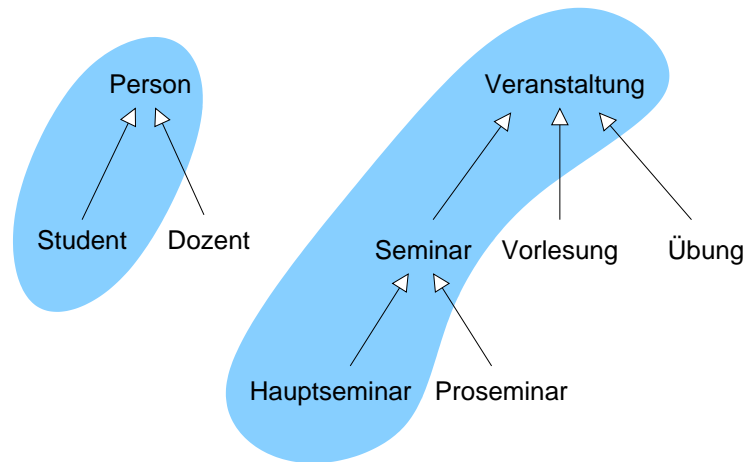 Person
Veranstaltung
Student
Dozent
Seminar
Vorlesung
Übung
Hauptseminar
Proseminar